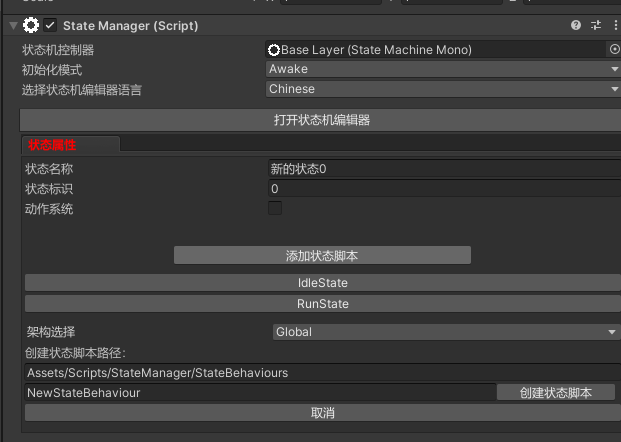 State Manager (Script)
状态机控制器 Base Layer (State Machine Mono)
初始化模式 Awake
选择状态机编辑器语言 Chinese
打开状态机编辑器
状态属性
状态名称 新的状态0
状态标识 0
动作系统
添加状态脚本
IdleState
RunState
架构选择 Global
创建状态脚本路径:
Assets/Scripts/StateManager/StateBehaviours
NewStateBehaviour 创建状态脚本
取消